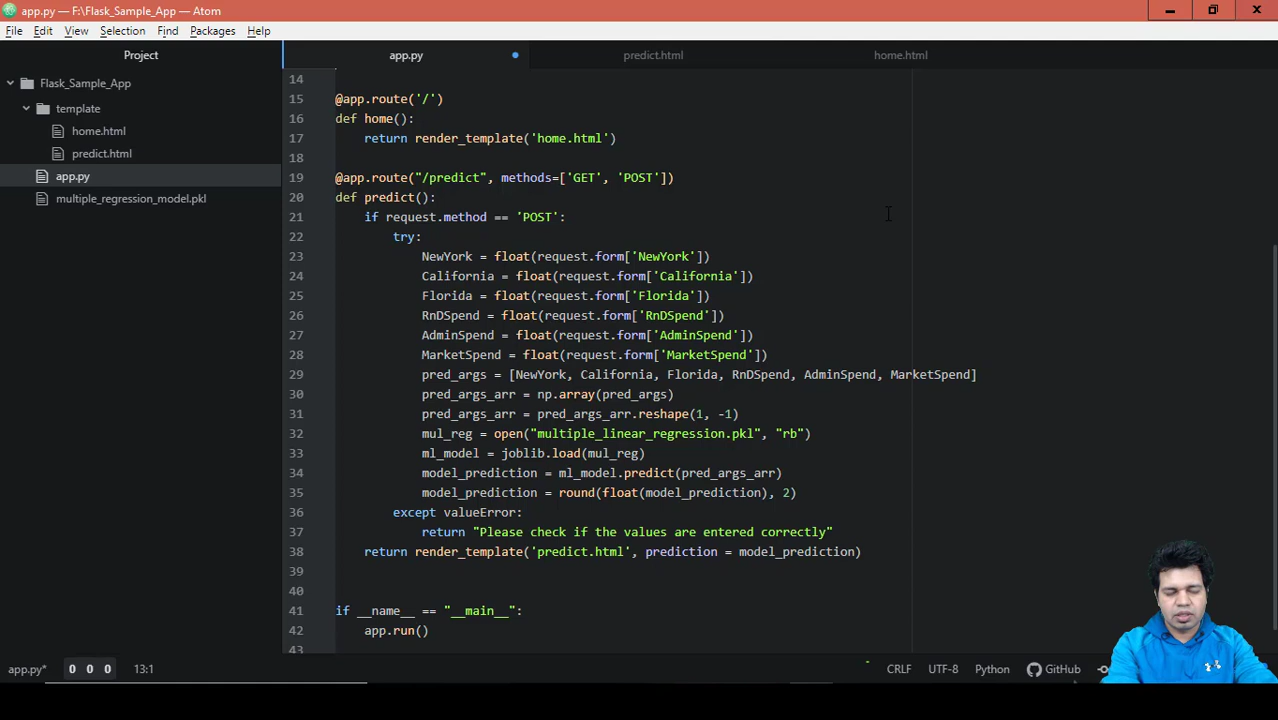 app.py — F:\Flask_Sample_App — Atom
File Edit View Selection Find Packages Help
Project
app.py
predict.html
home.html
Flask_Sample_App
template
home.html
predict.html
app.py
multiple_regression_model.pkl
14
15 @app.route('/')
16 def home():
17 return render_template('home.html')
18
19 @app.route("/predict", methods=['GET', 'POST'])
20 def predict():
21 if request.method == 'POST':
22 try:
23 NewYork = float(request.form['NewYork'])
24 California = float(request.form['California'])
25 Florida = float(request.form['Florida'])
26 RnDSpend = float(request.form['RnDSpend'])
27 AdminSpend = float(request.form['AdminSpend'])
28 MarketSpend = float(request.form['MarketSpend'])
29 pred_args = [NewYork, California, Florida, RnDSpend, AdminSpend, MarketSpend]
30 pred_args_arr = np.array(pred_args)
31 pred_args_arr = pred_args_arr.reshape(1, -1)
32 mul_reg = open("multiple_linear_regression.pkl", "rb")
33 ml_model = joblib.load(mul_reg)
34 model_prediction = ml_model.predict(pred_args_arr)
35 model_prediction = round(float(model_prediction), 2)
36 except valueError:
37 return "Please check if the values are entered correctly"
38 return render_template('predict.html', prediction = model_prediction)
39
40
41 if __name__ == "__main__":
42 app.run()
43
app.py* 0 0 0 13:1 CRLF UTF-8 Python GitHub